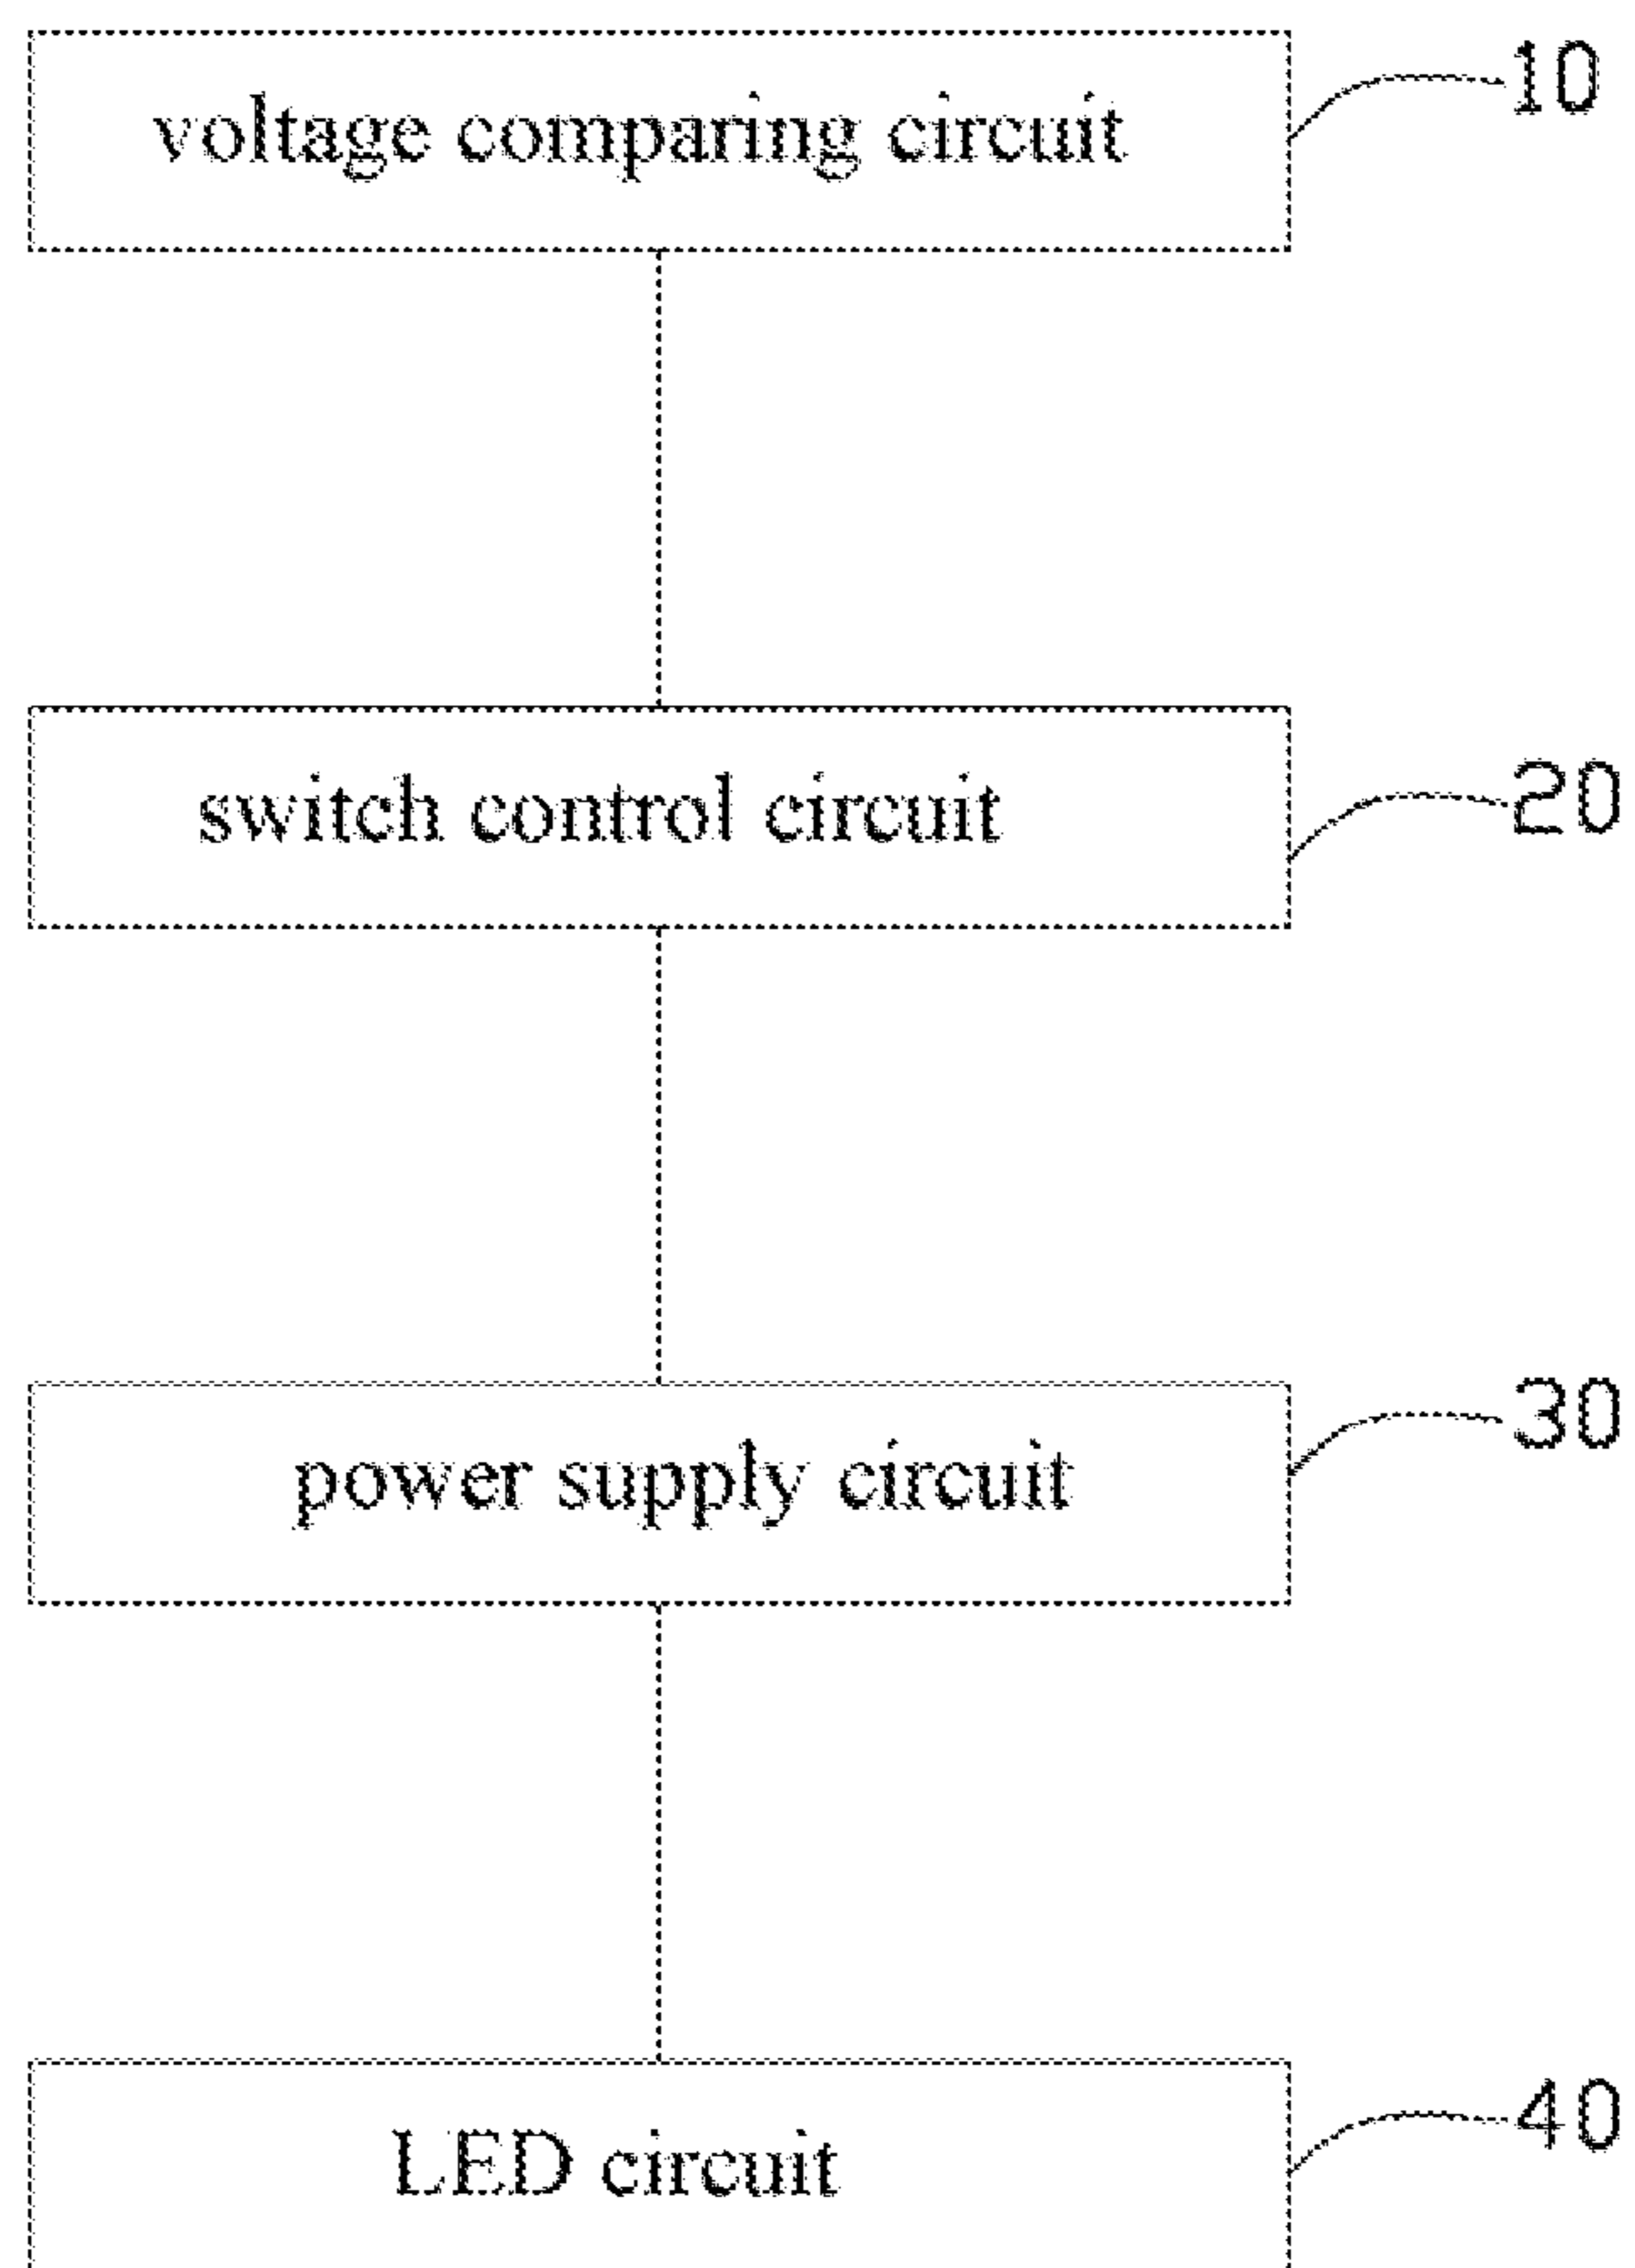 voltage comparing circuit
10
switch control circuit
20
power supply circuit
30
LED circuit
40